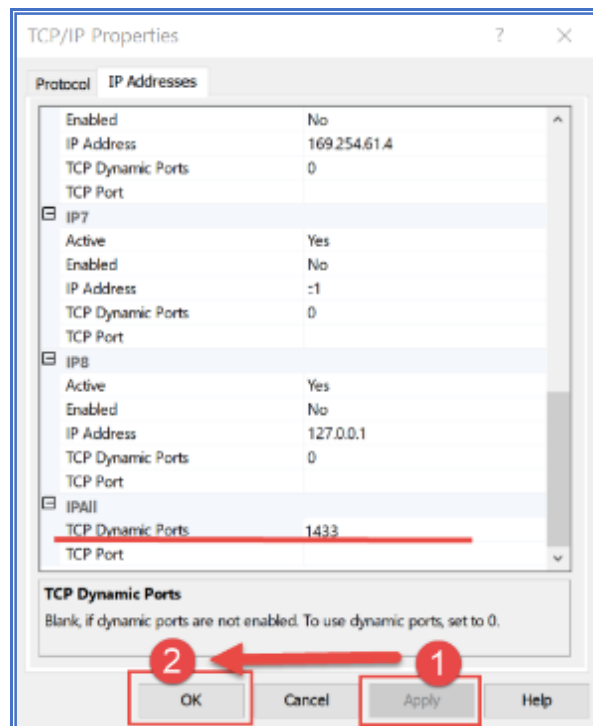 TCP/IP Properties ? ×
Protocol IP Addresses
Enabled No
IP Address 169.254.61.4
TCP Dynamic Ports 0
TCP Port
IP7
Active Yes
Enabled No
IP Address ::1
TCP Dynamic Ports 0
TCP Port
IP8
Active Yes
Enabled No
IP Address 127.0.0.1
TCP Dynamic Ports 0
TCP Port
IPAll
TCP Dynamic Ports 1433
TCP Port
TCP Dynamic Ports
Blank, if dynamic ports are not enabled. To use dynamic ports, set to 0.
2 1
OK Cancel Apply Help